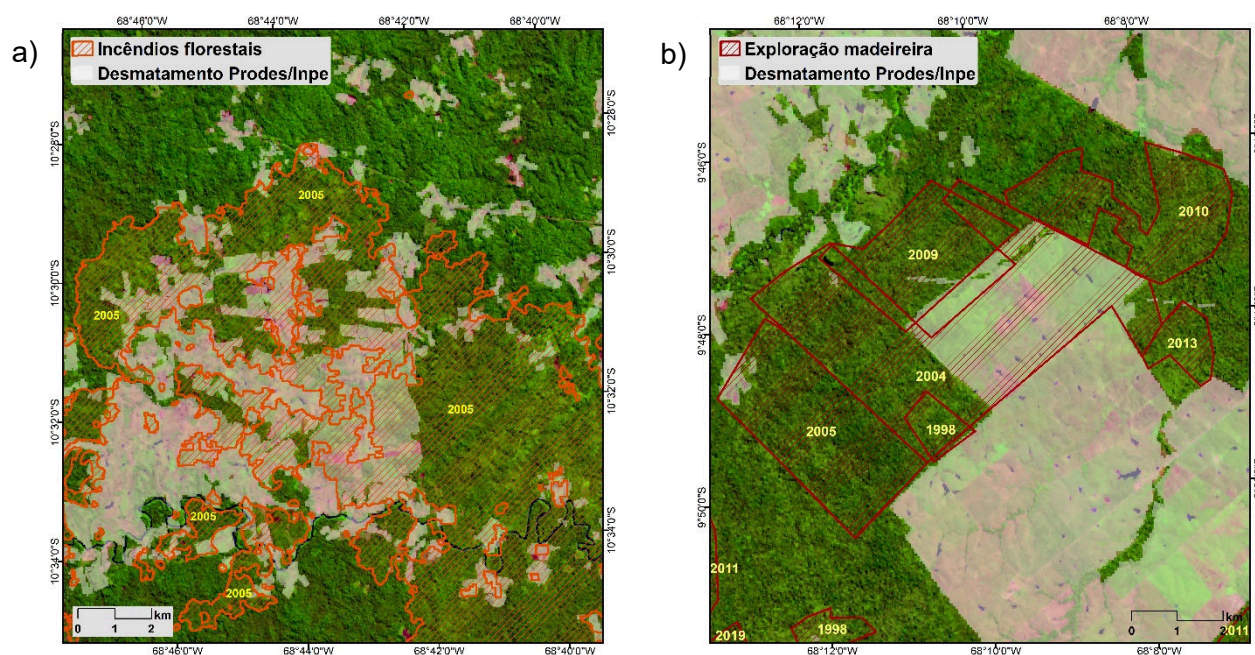 a)
68°46'0"W 68°44'0"W 68°42'0"W 68°40'0"W
Incêndios florestais
Desmatamento Prodes/Inpe
10°28'0"S
10°30'0"S
10°32'0"S
10°34'0"S
2005
2005
2005
2005
2005
10°28'0"S
10°30'0"S
10°32'0"S
10°34'0"S
km
0 1 2
68°46'0"W 68°44'0"W 68°42'0"W 68°40'0"W
b)
68°12'0"W 68°10'0"W 68°8'0"W
Exploração madeireira
Desmatamento Prodes/Inpe
9°46'0"S
9°48'0"S
9°50'0"S
2010
2009
2013
2004
1998
2005
2011
2019
1998
2011
km
0 1 2
68°12'0"W 68°10'0"W 68°8'0"W